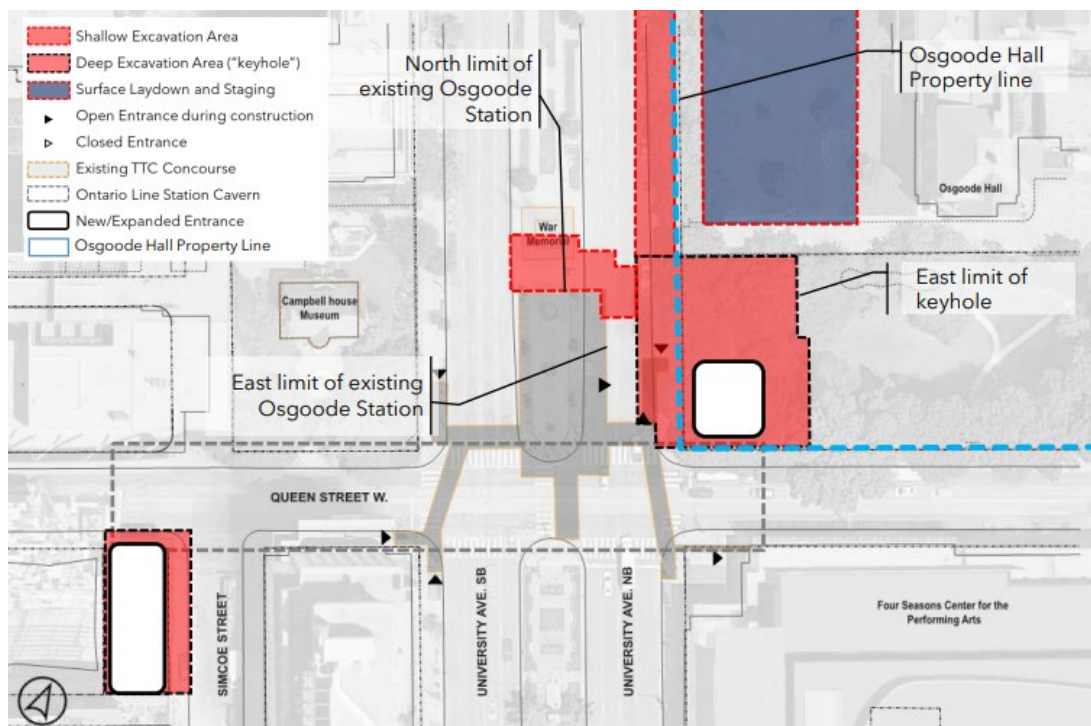 Shallow Excavation Area
Deep Excavation Area ("keyhole")
Surface Laydown and Staging
Open Entrance during construction
Closed Entrance
Existing TTC Concourse
Ontario Line Station Cavern
New/Expanded Entrance
Osgoode Hall Property Line
North limit of
existing Osgoode
Station
Osgoode Hall
Property line
Osgoode Hall
War
Memorial
Campbell house
Museum
East limit of
keyhole
East limit of existing
Osgoode Station
QUEEN STREET W.
SIMCOE STREET
UNIVERSITY AVE. SB
UNIVERSITY AVE. NB
Four Seasons Center for the
Performing Arts